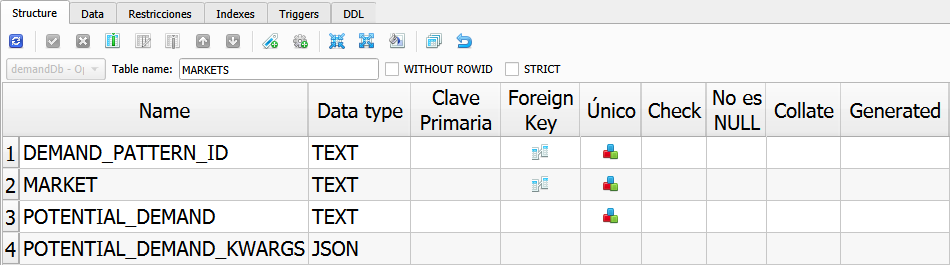 Structure Data Restricciones Indexes Triggers DDL
demandDb - Op Table name: MARKETS WITHOUT ROWID STRICT
Name Data type Clave Primaria Foreign Key Único Check No es NULL Collate Generated
1 DEMAND_PATTERN_ID TEXT
2 MARKET TEXT
3 POTENTIAL_DEMAND TEXT
4 POTENTIAL_DEMAND_KWARGS JSON